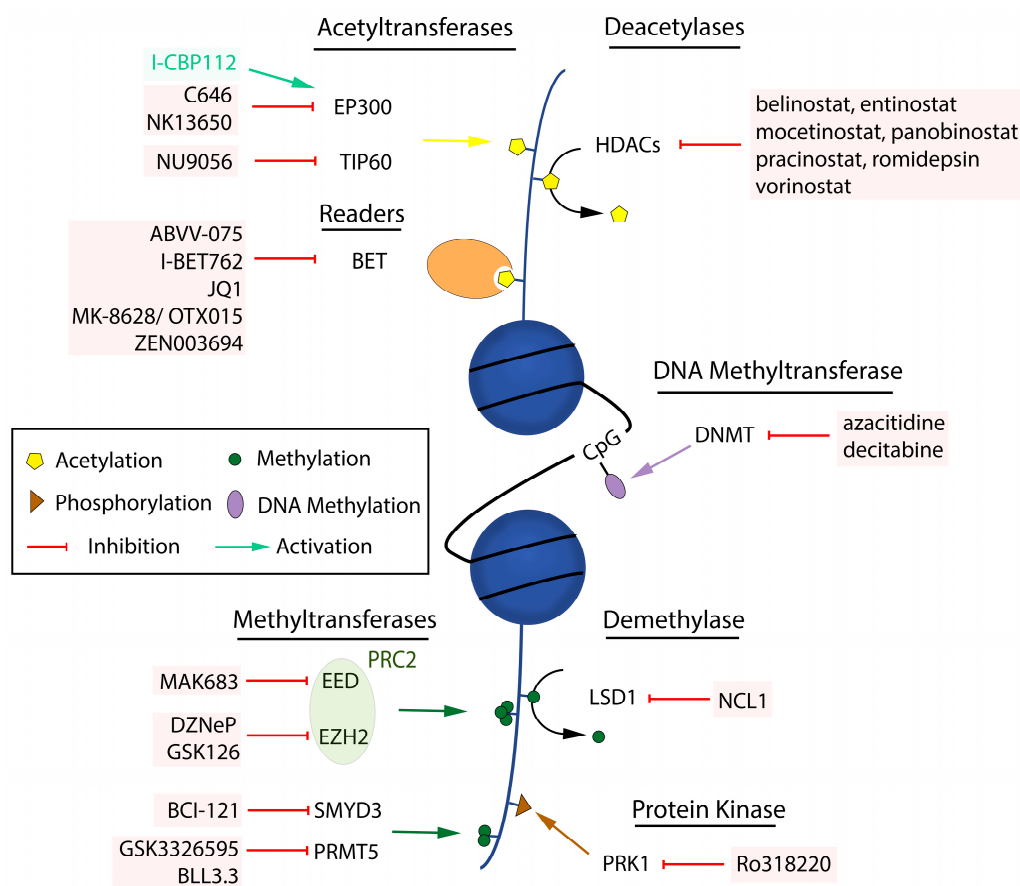 Acetyltransferases
Deacetylases
I-CBP112
C646
NK13650
EP300
NU9056
TIP60
HDACs
belinostat, entinostat
mocetinostat, panobinostat
pracinostat, romidepsin
vorinostat
Readers
ABVV-075
I-BET762
JQ1
MK-8628/ OTX015
ZEN003694
BET
DNA Methyltransferase
CpG
DNMT
azacitidine
decitabine
Acetylation
Methylation
Phosphorylation
DNA Methylation
Inhibition
Activation
Methyltransferases
Demethylase
PRC2
MAK683
EED
DZNeP
GSK126
EZH2
LSD1
NCL1
BCI-121
SMYD3
GSK3326595
BLL3.3
PRMT5
Protein Kinase
PRK1
Ro318220